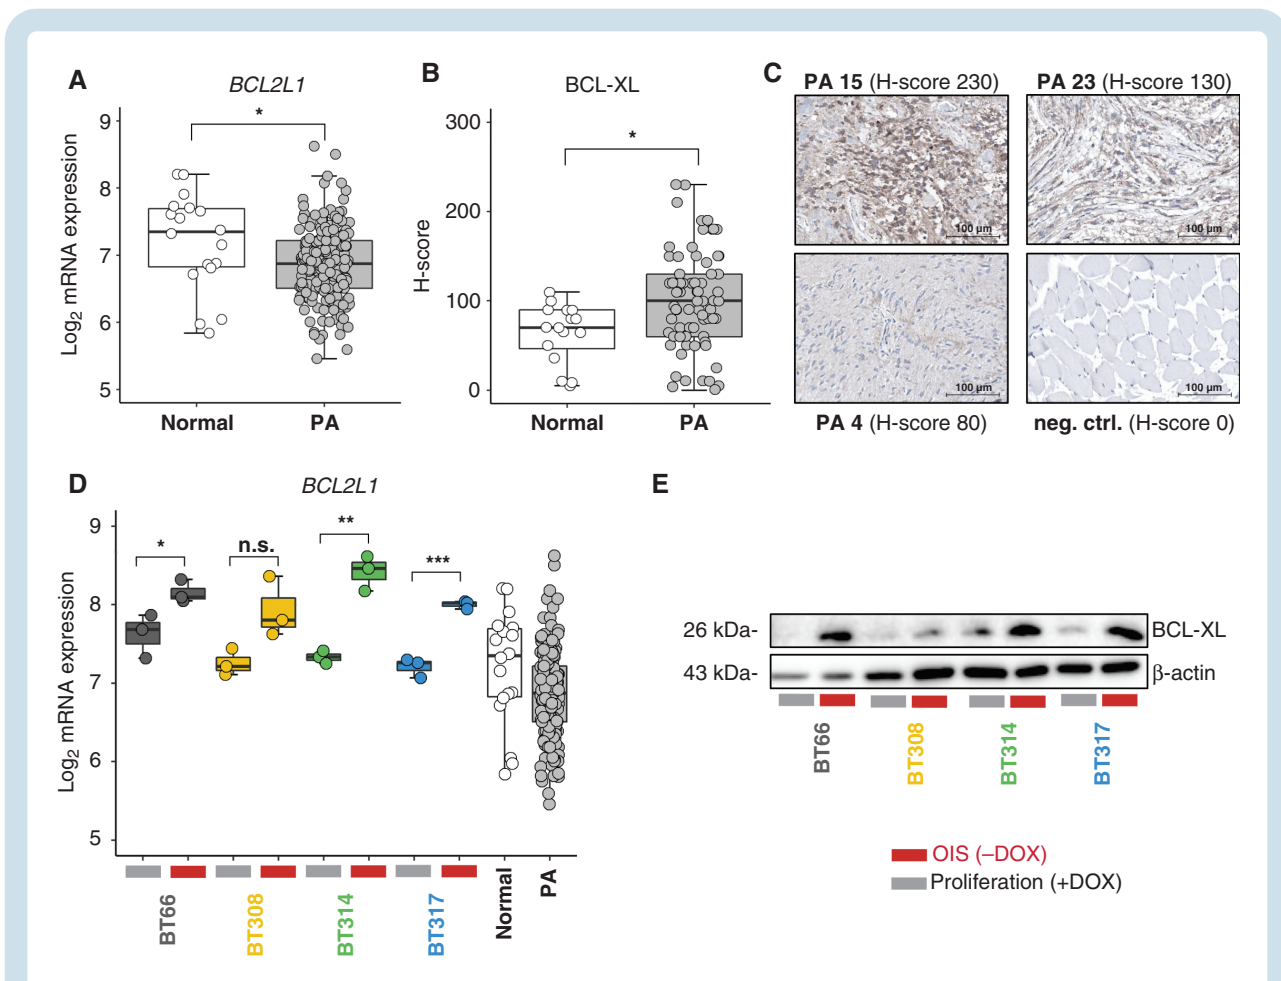 A
BCL2L1
*
Log2 mRNA expression
9
8
7
6
5
Normal
PA
B
BCL-XL
*
H-score
300
200
100
0
Normal
PA
C
PA 15 (H-score 230)
PA 23 (H-score 130)
100 µm
100 µm
100 µm
100 µm
PA 4 (H-score 80)
neg. ctrl. (H-score 0)
D
BCL2L1
Log2 mRNA expression
9
8
7
6
5
*
n.s.
**
***
BT66
BT308
BT314
BT317
Normal
PA
E
26 kDa-
BCL-XL
43 kDa-
β-actin
BT66
BT308
BT314
BT317
OIS (–DOX)
Proliferation (+DOX)